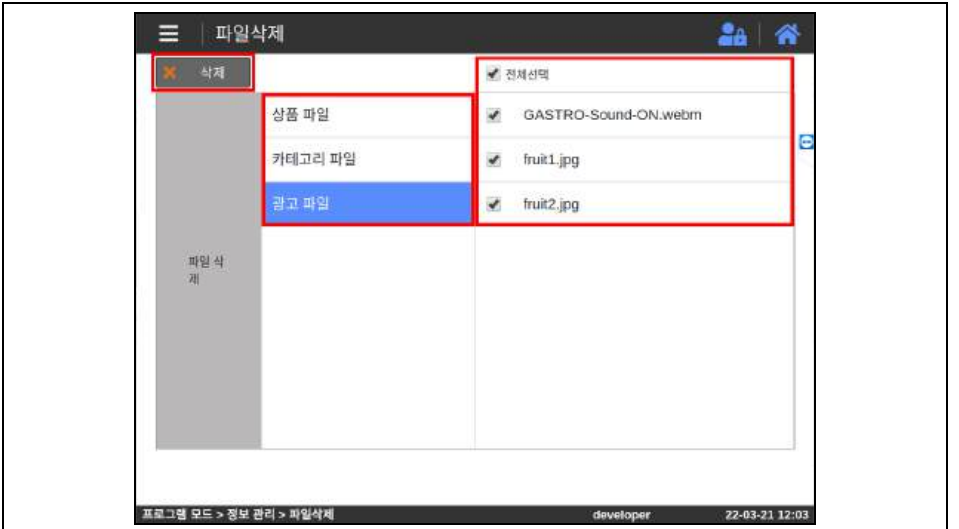 파일삭제
삭제
전체선택
상품 파일
GASTRO-Sound-ON.webm
카테고리 파일
fruit1.jpg
광고 파일
fruit2.jpg
파일 삭
제
프로그램 모드 > 정보 관리 > 파일삭제
developer
22-03-21 12:03